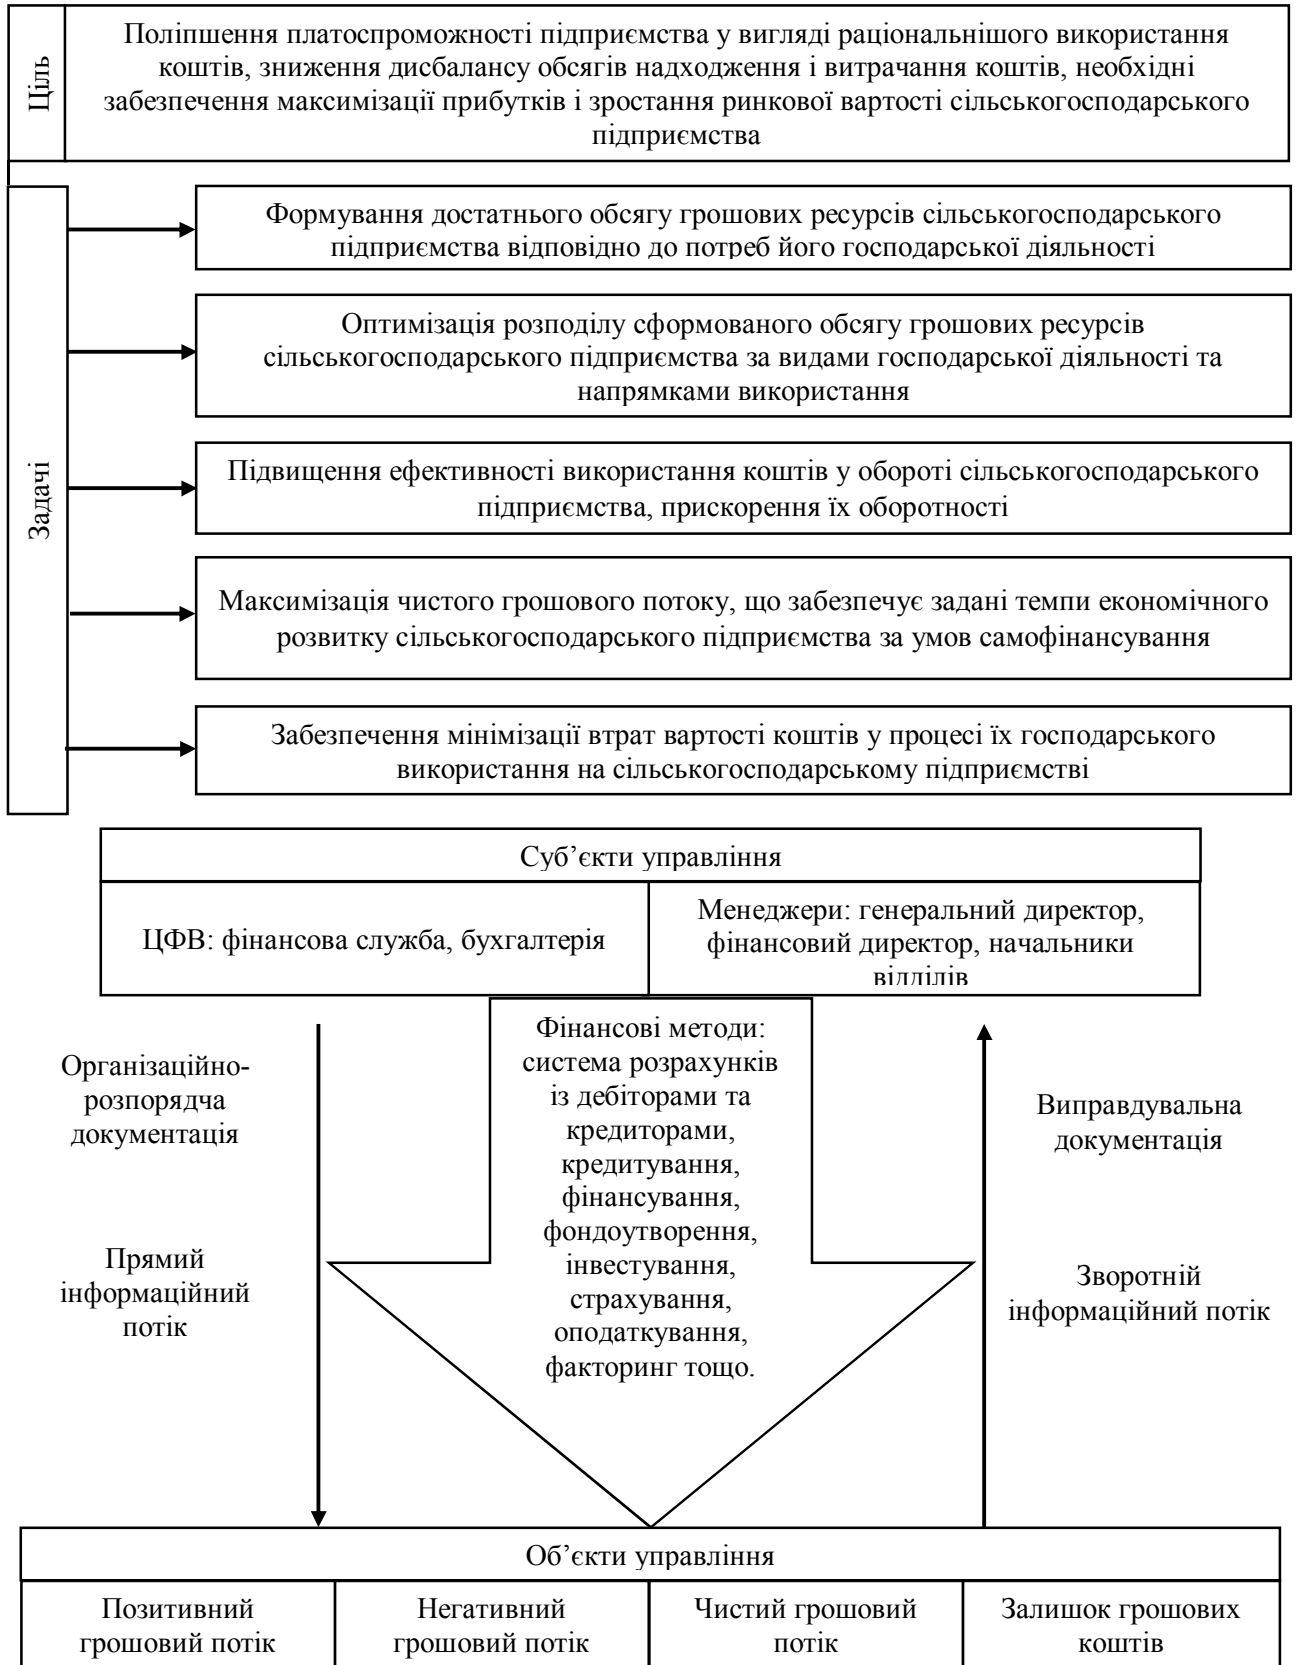 Ціль
Поліпшення платоспроможності підприємства у вигляді раціональнішого використання
коштів, зниження дисбалансу обсягів надходження і витрачання коштів, необхідні
забезпечення максимізації прибутків і зростання ринкової вартості сільськогосподарського
підприємства
Задачі
Формування достатнього обсягу грошових ресурсів сільськогосподарського
підприємства відповідно до потреб його господарської діяльності
Оптимізація розподілу сформованого обсягу грошових ресурсів
сільськогосподарського підприємства за видами господарської діяльності та
напрямками використання
Підвищення ефективності використання коштів у обороті сільськогосподарського
підприємства, прискорення їх оборотності
Максимізація чистого грошового потоку, що забезпечує задані темпи економічного
розвитку сільськогосподарського підприємства за умов самофінансування
Забезпечення мінімізації втрат вартості коштів у процесі їх господарського
використання на сільськогосподарському підприємстві
Суб’єкти управління
ЦФВ: фінансова служба, бухгалтерія
Менеджери: генеральний директор,
фінансовий директор, начальники
відділів
Організаційно-
розпорядча
документація
Прямий
інформаційний
потік
Фінансові методи:
система розрахунків
із дебіторами та
кредиторами,
кредитування,
фінансування,
фондоутворення,
інвестування,
страхування,
оподаткування,
факторинг тощо.
Виправдувальна
документація
Зворотній
інформаційний потік
Об’єкти управління
Позитивний
грошовий потік
Негативний
грошовий потік
Чистий грошовий
потік
Залишок грошових
коштів